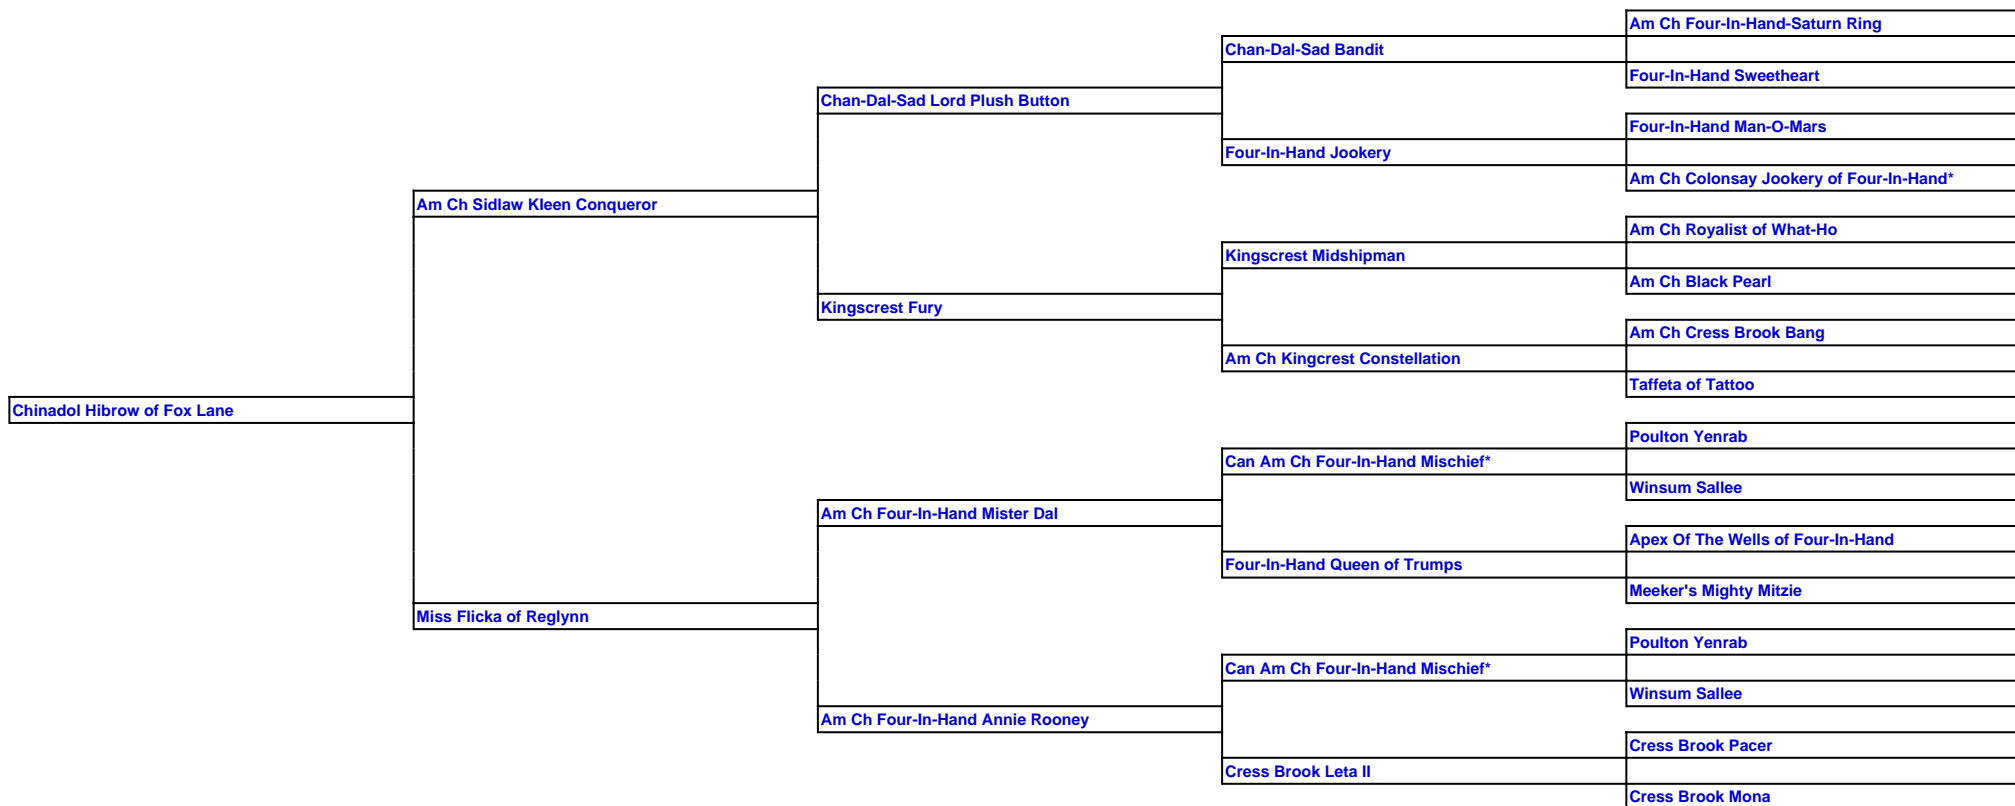 Am Ch Four-In-Hand-Saturn Ring
Chan-Dal-Sad Bandit
Four-In-Hand Sweetheart
Chan-Dal-Sad Lord Plush Button
Four-In-Hand Man-O-Mars
Four-In-Hand Jookery
Am Ch Colonsay Jookery of Four-In-Hand*
Am Ch Sidlaw Kleen Conqueror
Am Ch Royalist of What-Ho
Kingscrest Midshipman
Am Ch Black Pearl
Kingscrest Fury
Am Ch Cress Brook Bang
Am Ch Kingcrest Constellation
Taffeta of Tattoo
Chinadol Hibrow of Fox Lane
Poulton Yenrab
Can Am Ch Four-In-Hand Mischief*
Winsum Sallee
Am Ch Four-In-Hand Mister Dal
Apex Of The Wells of Four-In-Hand
Four-In-Hand Queen of Trumps
Meeker's Mighty Mitzie
Miss Flicka of Reglynn
Poulton Yenrab
Can Am Ch Four-In-Hand Mischief*
Winsum Sallee
Am Ch Four-In-Hand Annie Rooney
Cress Brook Pacer
Cress Brook Leta II
Cress Brook Mona